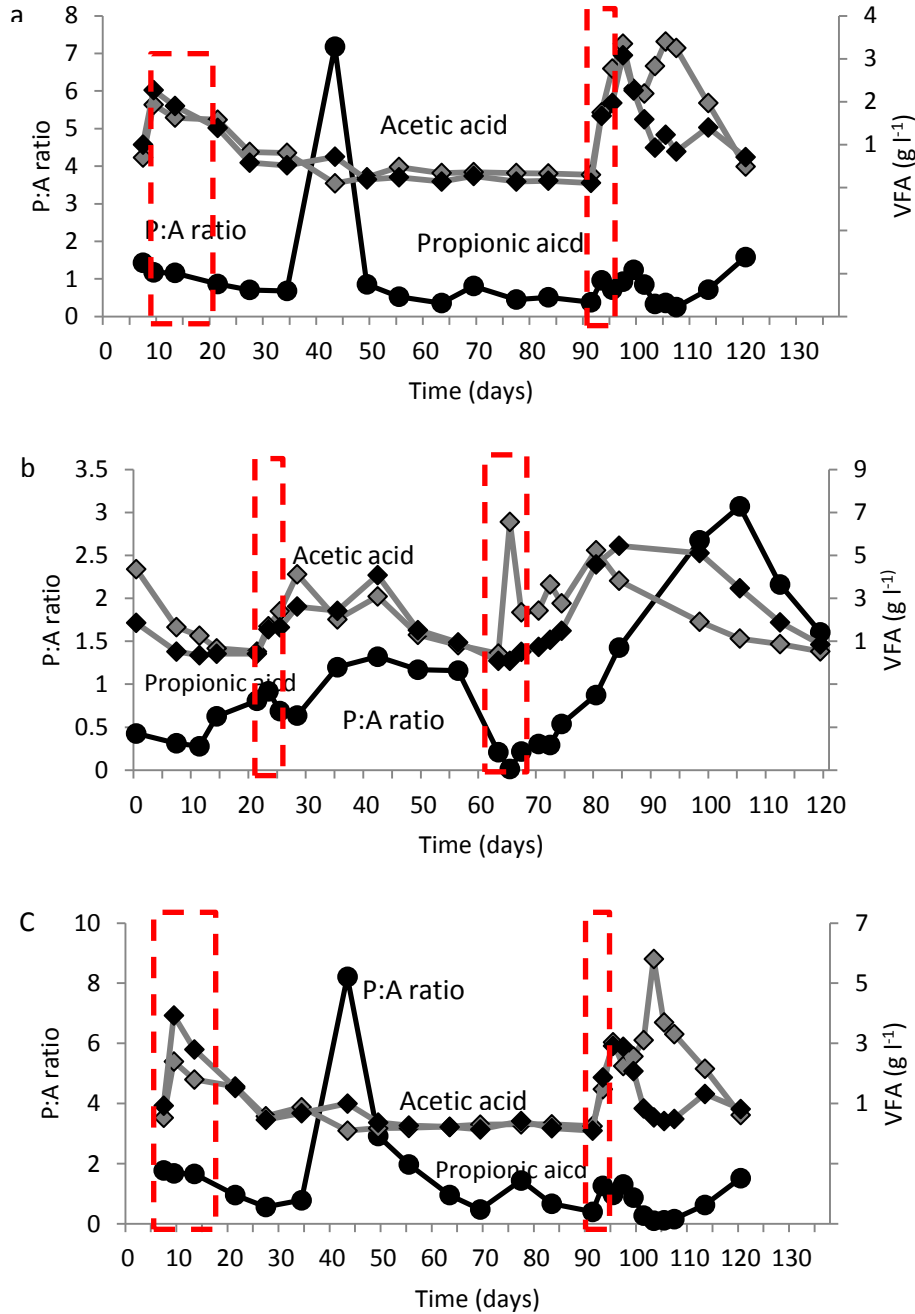 a
8
7
6
5
4
3
2
1
0
P:A ratio
4
3
2
1
VFA (g l-1)
Acetic acid
P:A ratio
Propionic aicd
0 10 20 30 40 50 60 70 80 90 100 110 120 130
Time (days)
b
3.5
3
2.5
2
1.5
1
0.5
0
P:A ratio
9
7
5
3
1
VFA (g l-1)
Acetic acid
Propionic aicd
P:A ratio
0 10 20 30 40 50 60 70 80 90 100 110 120
Time (days)
C
10
8
6
4
2
0
P:A ratio
7
5
3
1
VFA (g l-1)
P:A ratio
Acetic acid
Propionic aicd
0 10 20 30 40 50 60 70 80 90 100 110 120 130
Time (days)